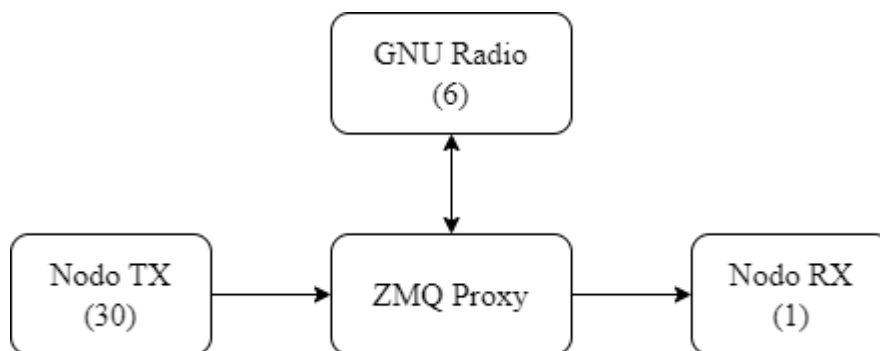 GNU Radio
(6)
Nodo TX
(30)
ZMQ Proxy
Nodo RX
(1)